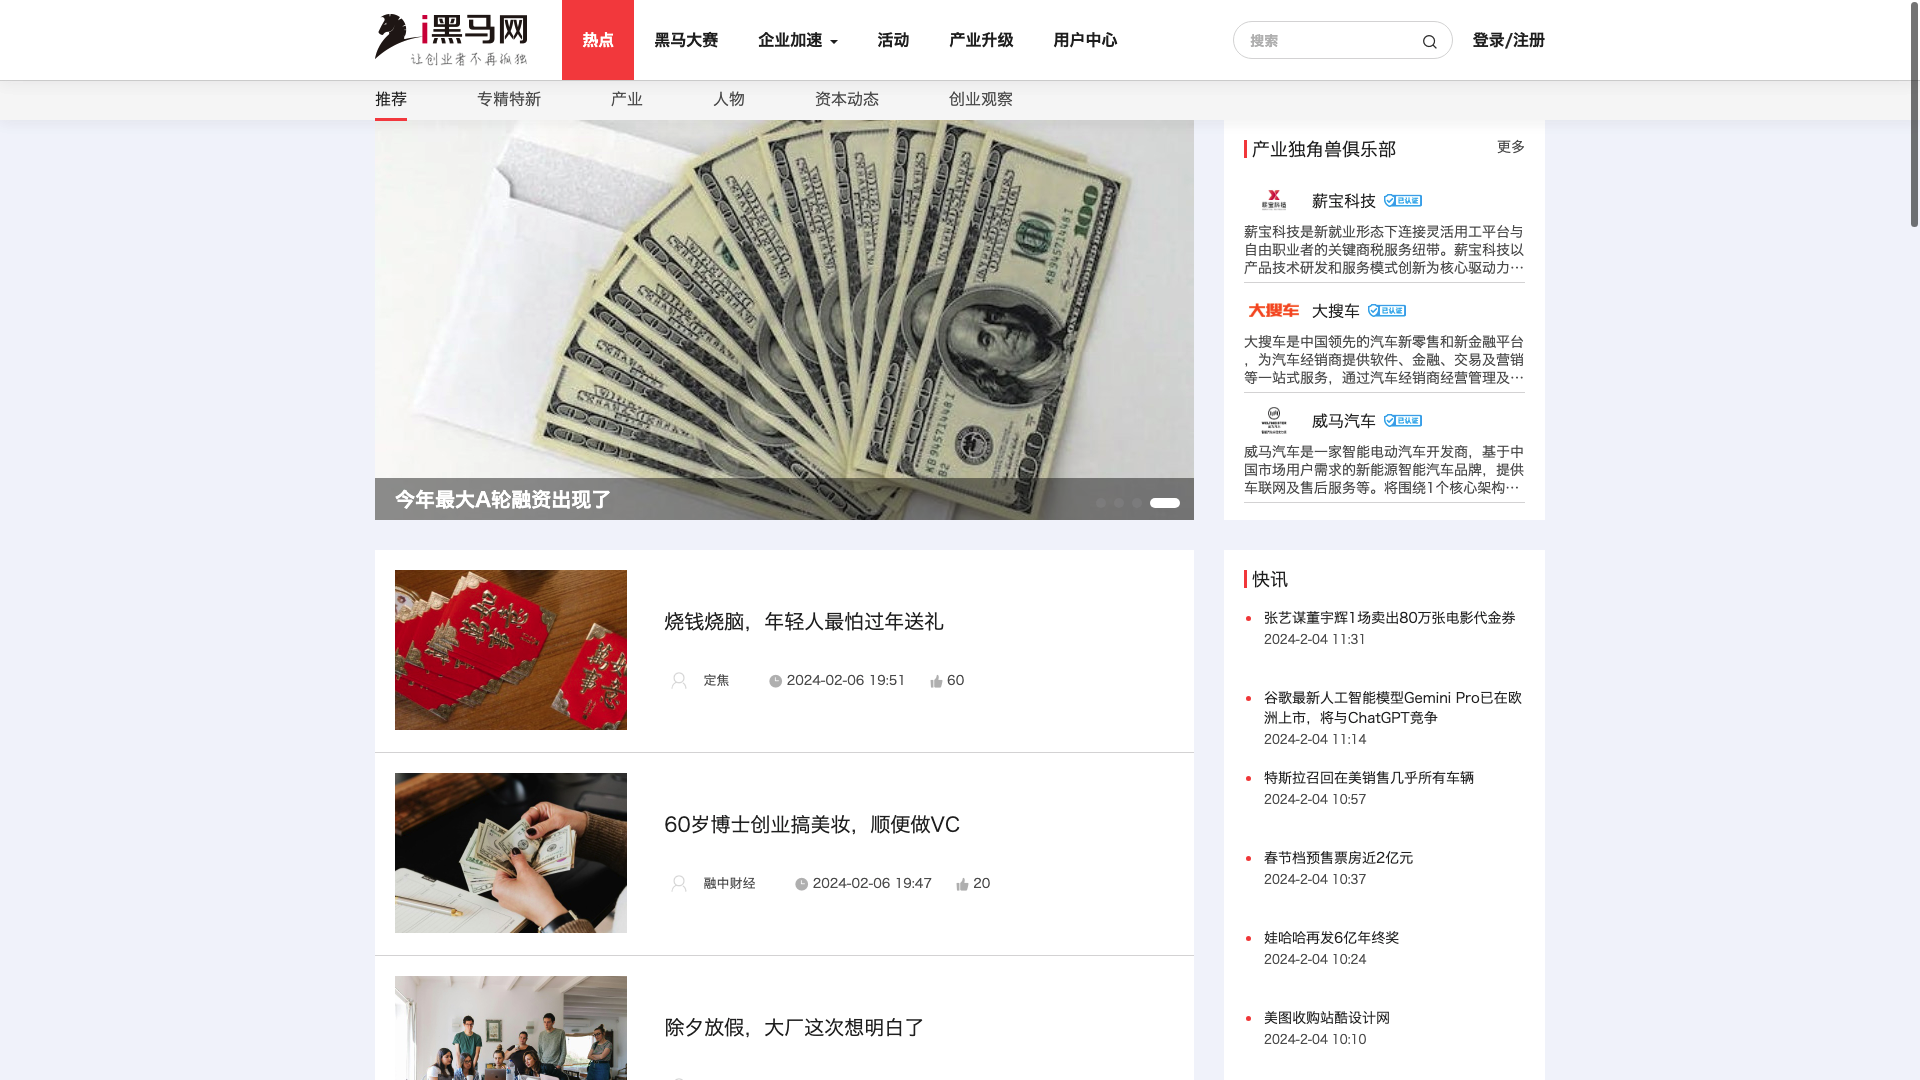 i黑马网
让创业者不再孤独
热点
黑马大赛
企业加速
活动
产业升级
用户中心
搜索
登录/注册
推荐
专精特新
产业
人物
资本动态
创业观察
今年最大A轮融资出现了
产业独角兽俱乐部
更多
薪宝科技
薪宝科技 已认证
薪宝科技是新就业形态下连接灵活用工平台与
自由职业者的关键商税服务纽带。薪宝科技以
产品技术研发和服务模式创新为核心驱动力…
大搜车
大搜车 已认证
大搜车是中国领先的汽车新零售和新金融平台
,为汽车经销商提供软件、金融、交易及营销
等一站式服务，通过汽车经销商经营管理及…
威马汽车 已认证
威马汽车是一家智能电动汽车开发商，基于中
国市场用户需求的新能源智能汽车品牌，提供
车联网及售后服务等。将围绕1个核心架构…
烧钱烧脑，年轻人最怕过年送礼
定焦
2024-02-06 19:51
60
60岁博士创业搞美妆，顺便做VC
融中财经
2024-02-06 19:47
20
除夕放假，大厂这次想明白了
快讯
张艺谋董宇辉1场卖出80万张电影代金券
2024-2-04 11:31
谷歌最新人工智能模型Gemini Pro已在欧
洲上市，将与ChatGPT竞争
2024-2-04 11:14
特斯拉召回在美销售几乎所有车辆
2024-2-04 10:57
春节档预售票房近2亿元
2024-2-04 10:37
娃哈哈再发6亿年终奖
2024-2-04 10:24
美图收购站酷设计网
2024-2-04 10:10